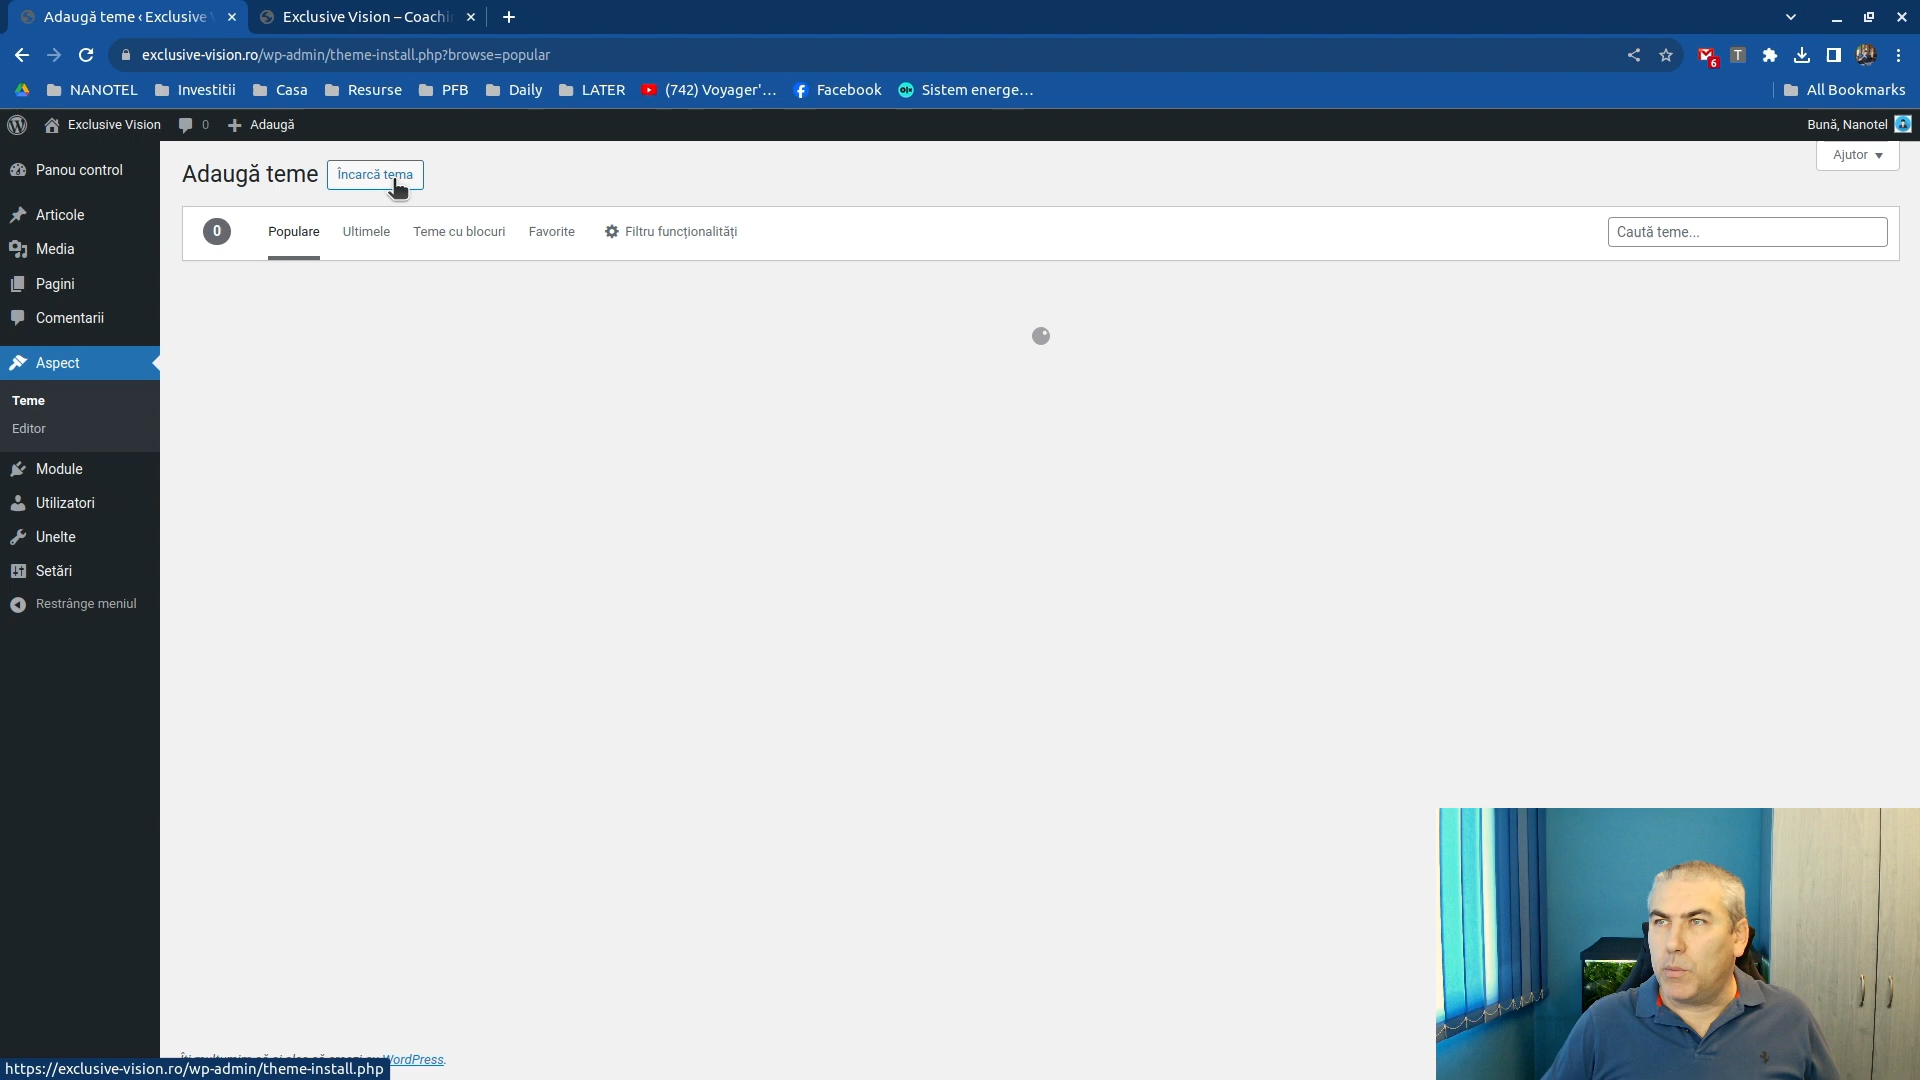 Adaugă teme ‹ Exclusive
Exclusive Vision – Coachin
exclusive-vision.ro/wp-admin/theme-install.php?browse=popular
6
T
NANOTEL
Investitii
Casa
Resurse
PFB
Daily
LATER
(742) Voyager'...
Facebook
Sistem energe...
All Bookmarks
Exclusive Vision
0
Adaugă
Bună, Nanotel
Panou control
Articole
Media
Pagini
Comentarii
Aspect
Teme
Editor
Module
Utilizatori
Unelte
Setări
Restrânge meniul
Adaugă teme
Încarcă tema
Ajutor
0
Populare
Ultimele
Teme cu blocuri
Favorite
Filtru funcționalități
Caută teme...
WordPress.
https://exclusive-vision.ro/wp-admin/theme-install.php